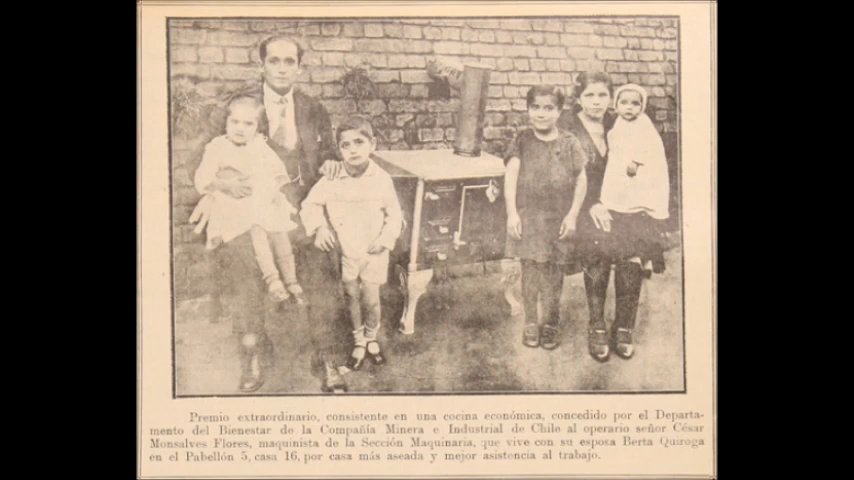 Premio extraordinario, consistente en una cocina económica, concedido por el Departa-
mento del Bienestar de la Compañía Minera e Industrial de Chile al operario señor César
Monsalves Flores, maquinista de la Sección Maquinaria, que vive con su esposa Berta Quiroga
en el Pabellón 5, casa 16, por casa más aseada y mejor asistencia al trabajo.